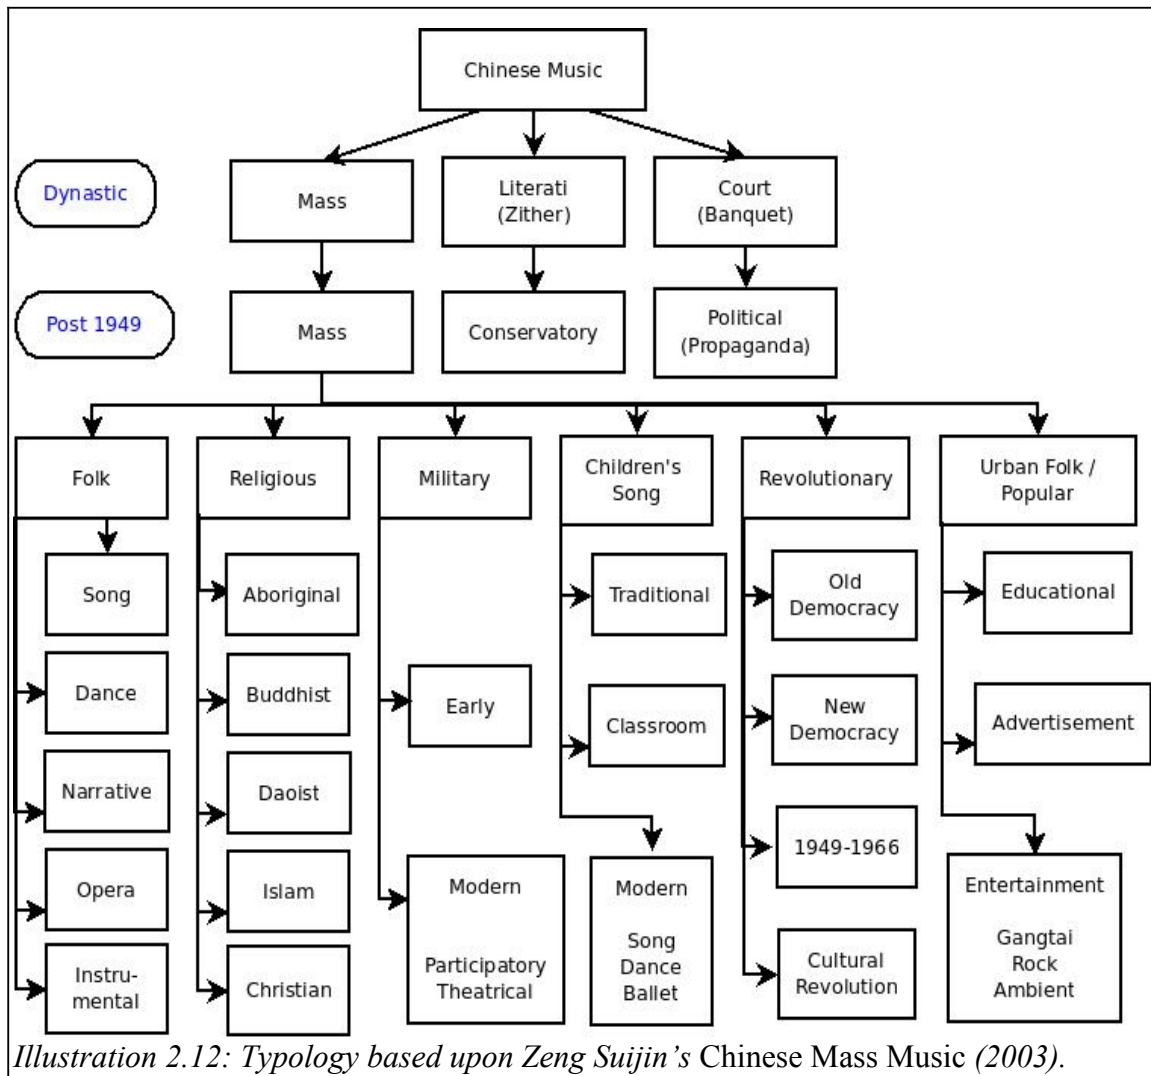 Chinese Music
Dynastic
Mass
Literati
(Zither)
Court
(Banquet)
Post 1949
Mass
Conservatory
Political
(Propaganda)
Folk
Religious
Military
Children's
Song
Revolutionary
Urban Folk /
Popular
Song
Dance
Narrative
Opera
Instru-
mental
Aboriginal
Buddhist
Daoist
Islam
Christian
Early
Modern
Participatory
Theatrical
Traditional
Classroom
Modern
Song
Dance
Ballet
Old
Democracy
New
Democracy
1949-1966
Cultural
Revolution
Educational
Advertisement
Entertainment
Gangtai
Rock
Ambient
Illustration 2.12: Typology based upon Zeng Suijin’s Chinese Mass Music (2003).